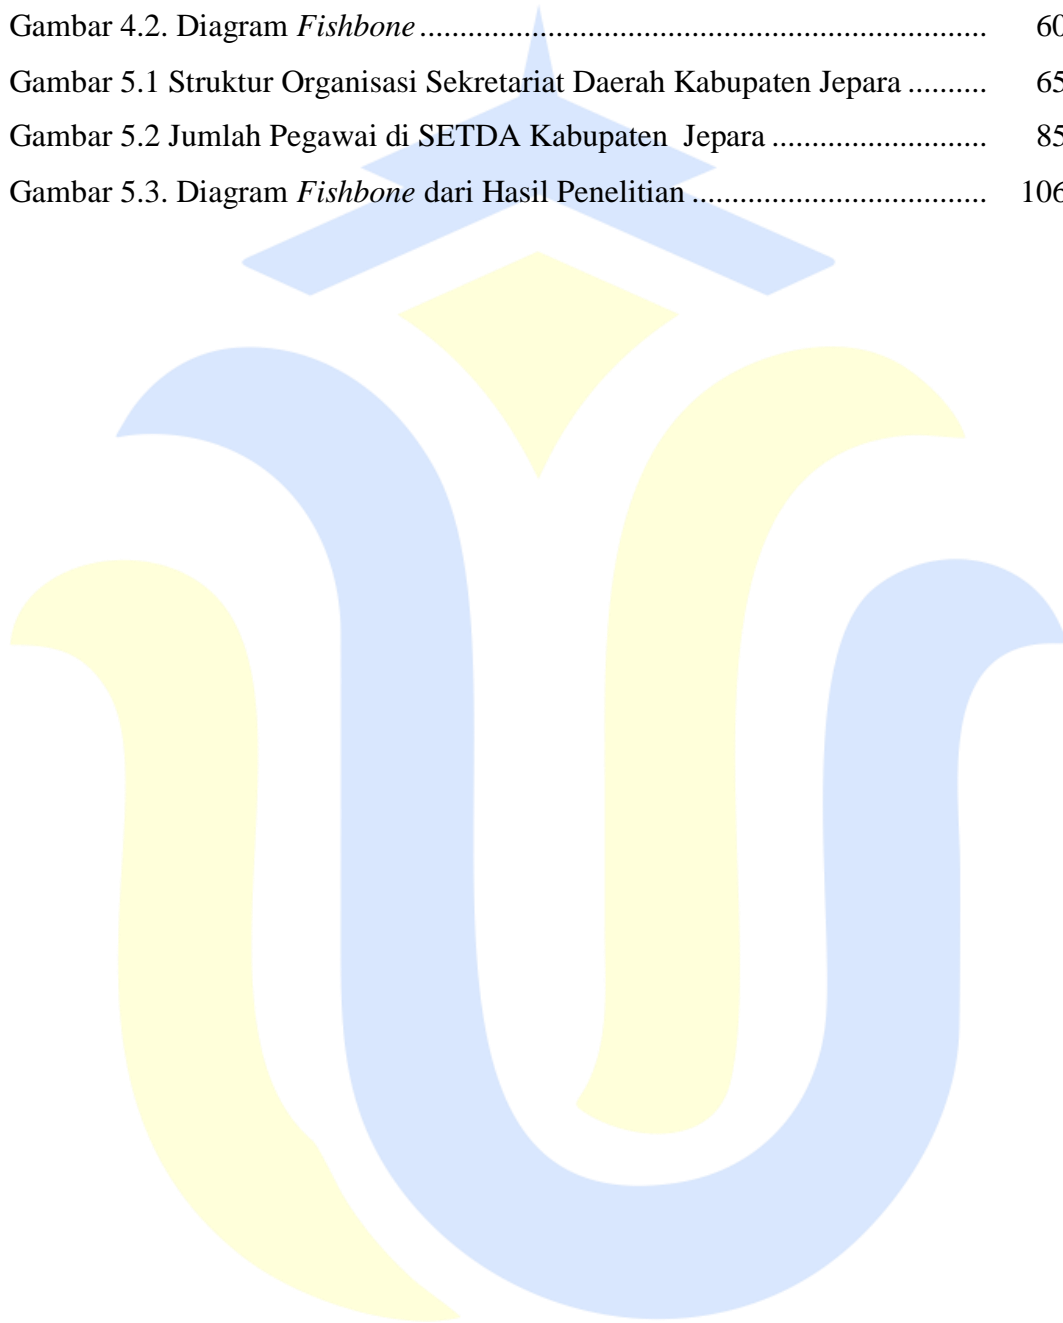 Gambar 4.2. Diagram Fishbone ....................................................................... 60
Gambar 5.1 Struktur Organisasi Sekretariat Daerah Kabupaten Jepara .......... 65
Gambar 5.2 Jumlah Pegawai di SETDA Kabupaten Jepara ........................... 85
Gambar 5.3. Diagram Fishbone dari Hasil Penelitian ..................................... 106